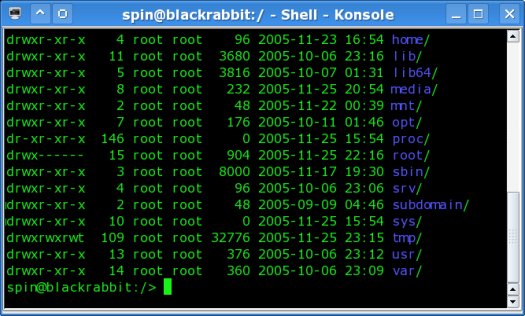 spin@blackrabbit:/ - Shell - Konsole
drwxr-xr-x 4 root root 96 2005-11-23 16:54 home/
drwxr-xr-x 11 root root 3680 2005-10-06 23:16 lib/
drwxr-xr-x 5 root root 3816 2005-10-07 01:31 lib64/
drwxr-xr-x 8 root root 232 2005-11-25 20:54 media/
drwxr-xr-x 2 root root 48 2005-11-22 00:39 mnt/
drwxr-xr-x 7 root root 176 2005-10-11 01:46 opt/
dr-xr-xr-x 146 root root 0 2005-11-25 15:54 proc/
drwx------ 15 root root 904 2005-11-25 22:16 root/
drwxr-xr-x 3 root root 8000 2005-11-17 19:30 sbin/
drwxr-xr-x 4 root root 96 2005-10-06 23:06 srv/
drwxr-xr-x 2 root root 48 2005-09-09 04:46 subdomain/
drwxr-xr-x 10 root root 0 2005-11-25 15:54 sys/
drwxrwxrwt 109 root root 32776 2005-11-25 23:15 tmp/
drwxr-xr-x 13 root root 376 2005-10-06 23:12 usr/
drwxr-xr-x 14 root root 360 2005-10-06 23:09 var/
spin@blackrabbit:/>